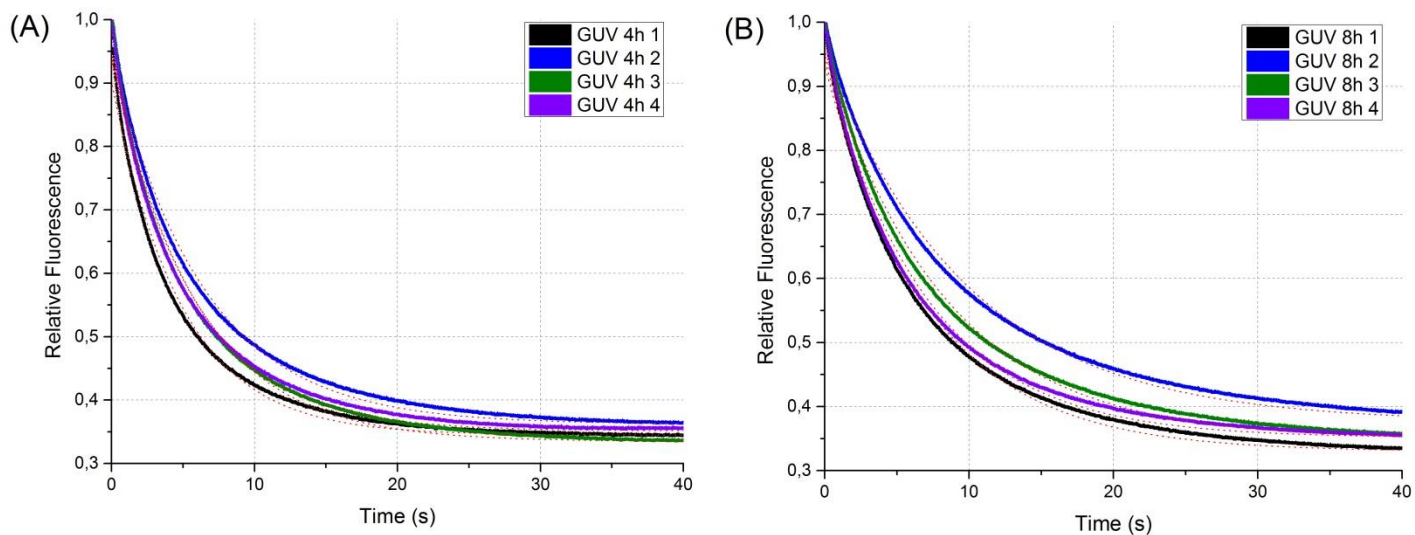 (A)
1,0
0,9
0,8
0,7
0,6
0,5
0,4
0,3
Relative Fluorescence
0
10
20
30
40
Time (s)
GUV 4h 1
GUV 4h 2
GUV 4h 3
GUV 4h 4
(B)
1,0
0,9
0,8
0,7
0,6
0,5
0,4
0,3
Relative Fluorescence
0
10
20
30
40
Time (s)
GUV 8h 1
GUV 8h 2
GUV 8h 3
GUV 8h 4